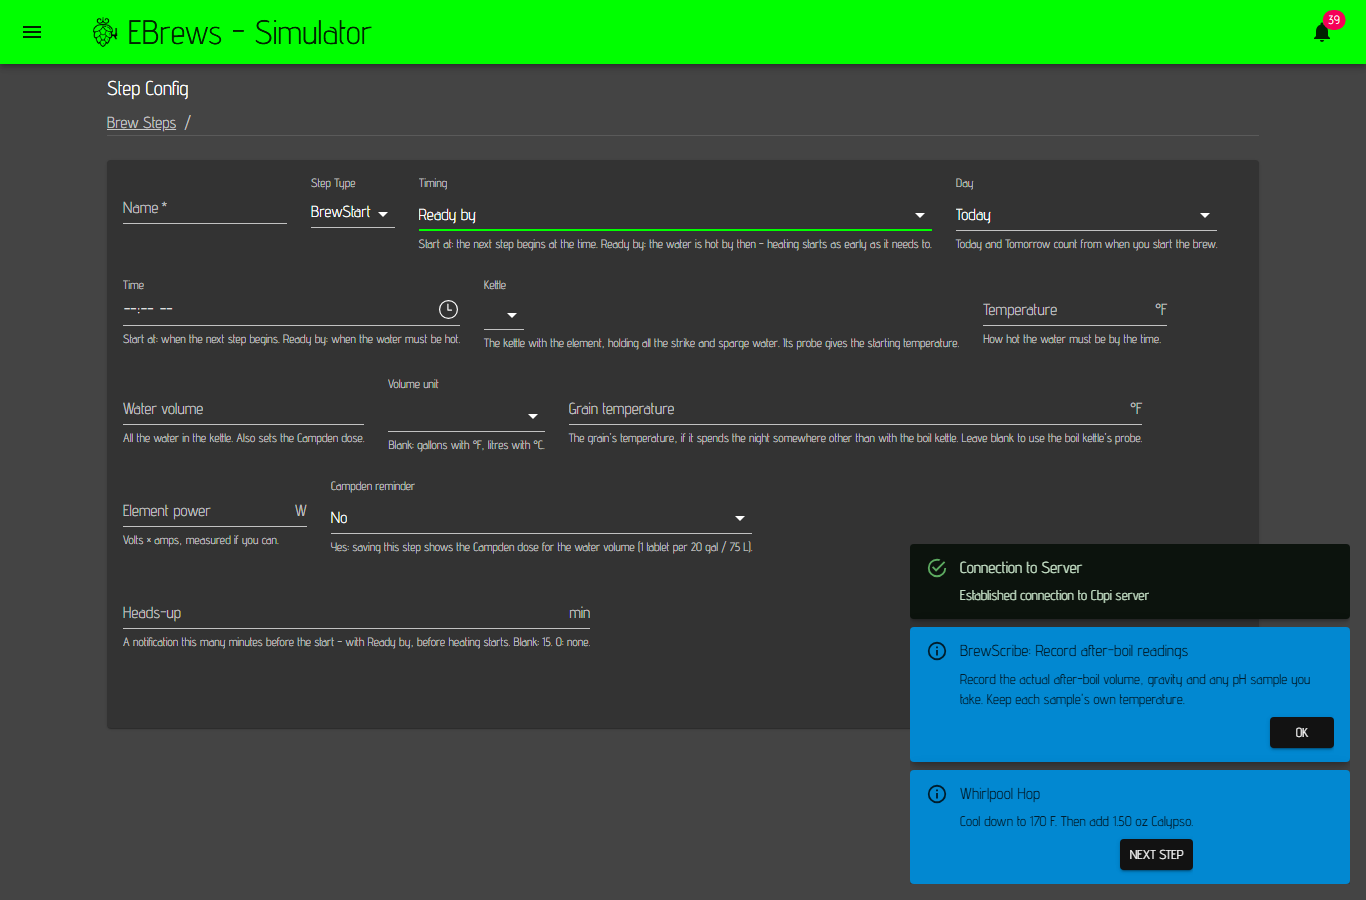 EBrews - Simulator
39
Step Config
Brew Steps /
Name *
Step Type
BrewStart
Timing
Ready by
Start at: the next step begins at the time. Ready by: the water is hot by then - heating starts as early as it needs to.
Day
Today
Today and Tomorrow count from when you start the brew.
Time
--:-- --
Start at: when the next step begins. Ready by: when the water must be hot.
Kettle
The kettle with the element, holding all the strike and sparge water. Its probe gives the starting temperature.
Temperature °F
How hot the water must be by the time.
Water volume
All the water in the kettle. Also sets the Campden dose.
Volume unit
Blank: gallons with °F, litres with °C.
Grain temperature °F
The grain's temperature, if it spends the night somewhere other than with the boil kettle. Leave blank to use the boil kettle's probe.
Element power W
Volts × amps, measured if you can.
Campden reminder
No
Yes: saving this step shows the Campden dose for the water volume (1 tablet per 20 gal / 75 L).
Heads-up min
A notification this many minutes before the start - with Ready by, before heating starts. Blank: 15. 0: none.
Connection to Server
Established connection to Cbpi server
BrewScribe: Record after-boil readings
Record the actual after-boil volume, gravity and any pH sample you
take. Keep each sample's own temperature.
OK
Whirlpool Hop
Cool down to 170 F. Then add 1.50 oz Calypso.
NEXT STEP